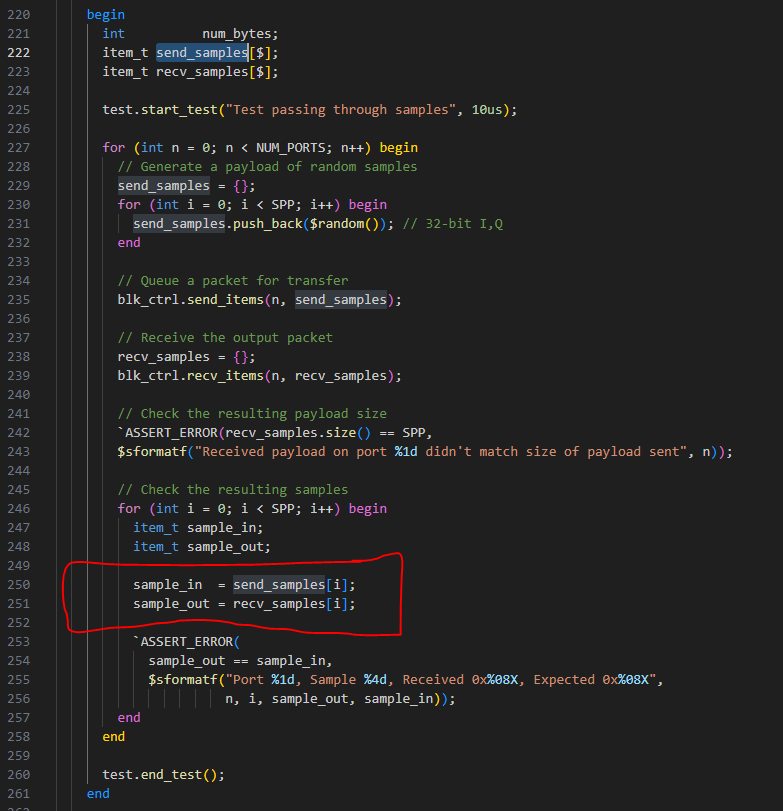 220 begin
221 int num_bytes;
222 item_t send_samples[$];
223 item_t recv_samples[$];
224
225 test.start_test("Test passing through samples", 10us);
226
227 for (int n = 0; n < NUM_PORTS; n++) begin
228 // Generate a payload of random samples
229 send_samples = {};
230 for (int i = 0; i < SPP; i++) begin
231 send_samples.push_back($random()); // 32-bit I,Q
232 end
233
234 // Queue a packet for transfer
235 blk_ctrl.send_items(n, send_samples);
236
237 // Receive the output packet
238 recv_samples = {};
239 blk_ctrl.recv_items(n, recv_samples);
240
241 // Check the resulting payload size
242 `ASSERT_ERROR(recv_samples.size() == SPP,
243 $sformatf("Received payload on port %1d didn't match size of payload sent", n));
244
245 // Check the resulting samples
246 for (int i = 0; i < SPP; i++) begin
247 item_t sample_in;
248 item_t sample_out;
249
250 sample_in = send_samples[i];
251 sample_out = recv_samples[i];
252
253 `ASSERT_ERROR(
254 sample_out == sample_in,
255 $sformatf("Port %1d, Sample %4d, Received 0x%08X, Expected 0x%08X",
256 n, i, sample_out, sample_in));
257 end
258 end
259
260 test.end_test();
261 end